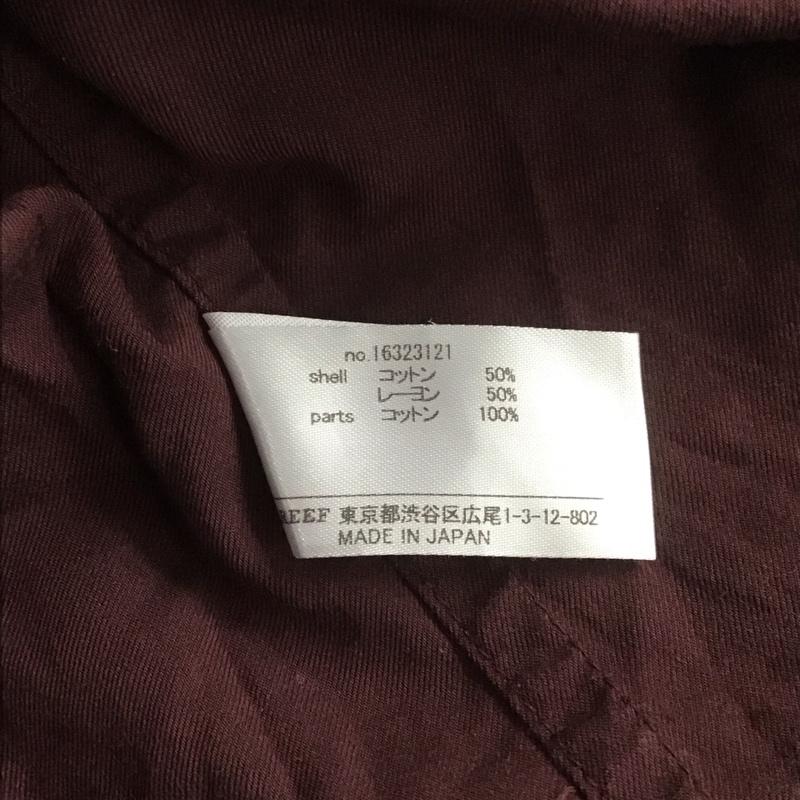 no.16323121
shell コットン 50%
レーヨン 50%
parts コットン 100%
REEF 東京都渋谷区広尾1-3-12-802
MADE IN JAPAN